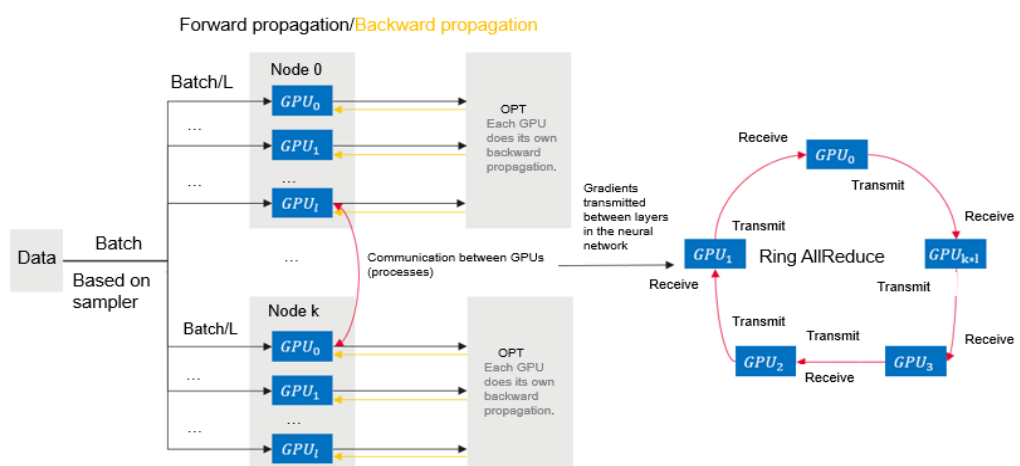 Forward propagation/Backward propagation
Node 0
Batch/L
GPU₀
...
GPU₁
...
...
GPU_l
OPT
Each GPU
does its own
backward
propagation.
Data
Batch
Based on
sampler
...
Communication between GPUs
(processes)
Node k
Batch/L
GPU₀
...
GPU₁
...
...
GPU_l
OPT
Each GPU
does its own
backward
propagation.
Gradients
transmitted
between layers
in the neural
network
Receive
GPU₀
Transmit
Receive
Transmit
GPU₁
Ring AllReduce
GPU_k*l
Receive
Transmit
Transmit
Transmit
Receive
GPU₂
GPU₃
Receive